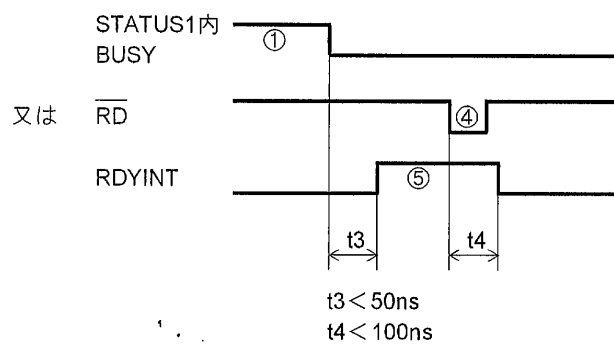 STATUS1内
BUSY
①
又は
RD
④
RDYINT
⑤
t3
t4
t3＜50ns
t4＜100ns